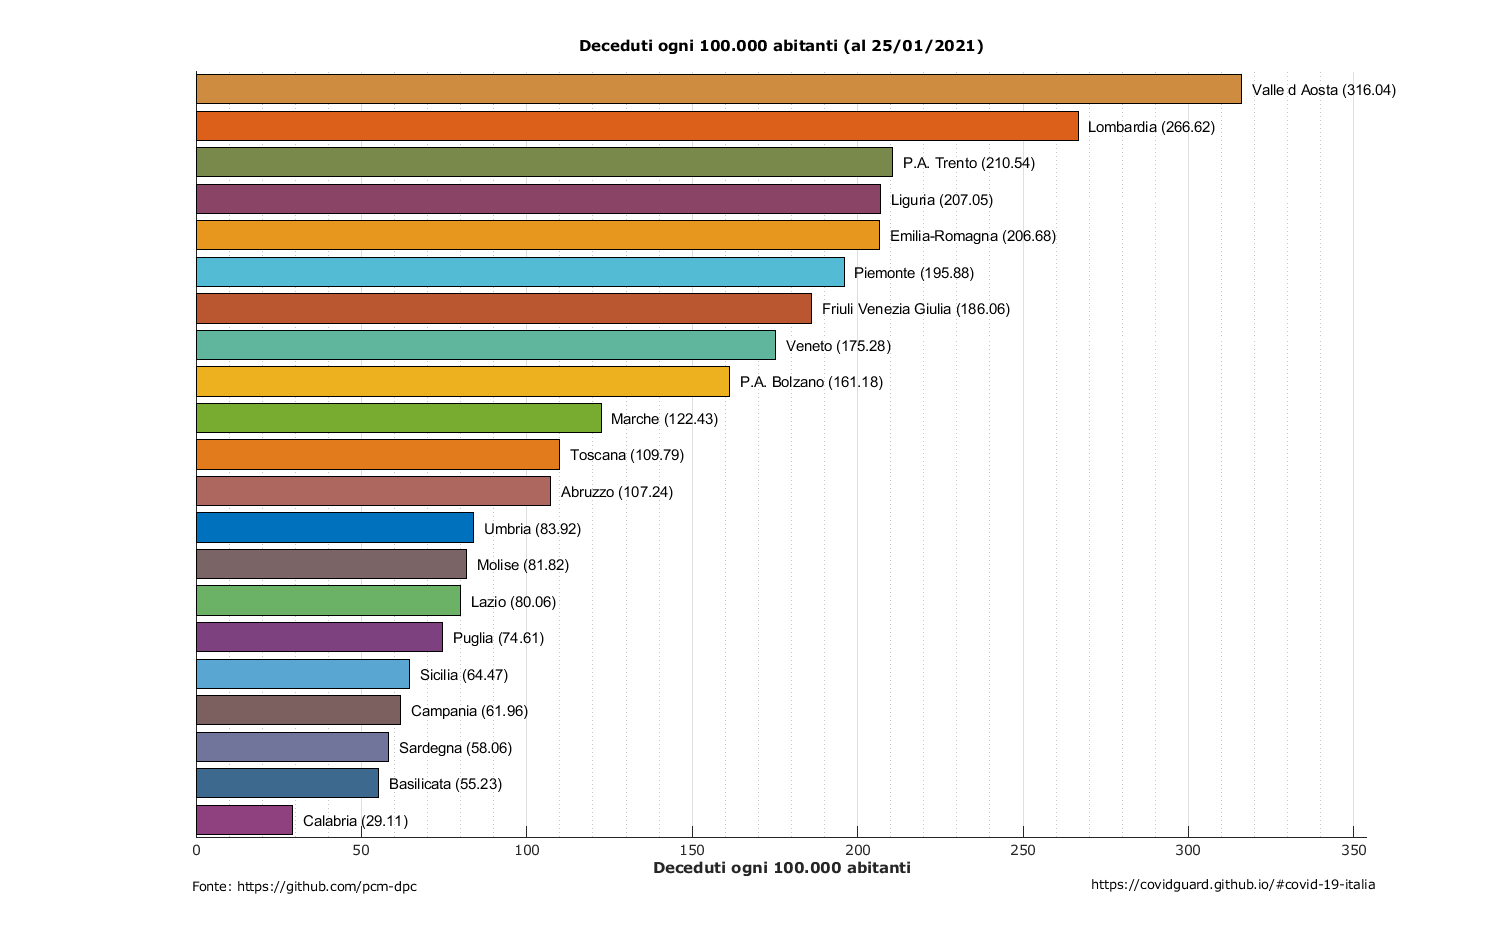 Deceduti ogni 100.000 abitanti (al 25/01/2021)
Valle d Aosta (316.04)
Lombardia (266.62)
P.A. Trento (210.54)
Liguria (207.05)
Emilia-Romagna (206.68)
Piemonte (195.88)
Friuli Venezia Giulia (186.06)
Veneto (175.28)
P.A. Bolzano (161.18)
Marche (122.43)
Toscana (109.79)
Abruzzo (107.24)
Umbria (83.92)
Molise (81.82)
Lazio (80.06)
Puglia (74.61)
Sicilia (64.47)
Campania (61.96)
Sardegna (58.06)
Basilicata (55.23)
Calabria (29.11)
0 50 100 150 200 250 300 350
Deceduti ogni 100.000 abitanti
Fonte: https://github.com/pcm-dpc
https://covidguard.github.io/#covid-19-italia